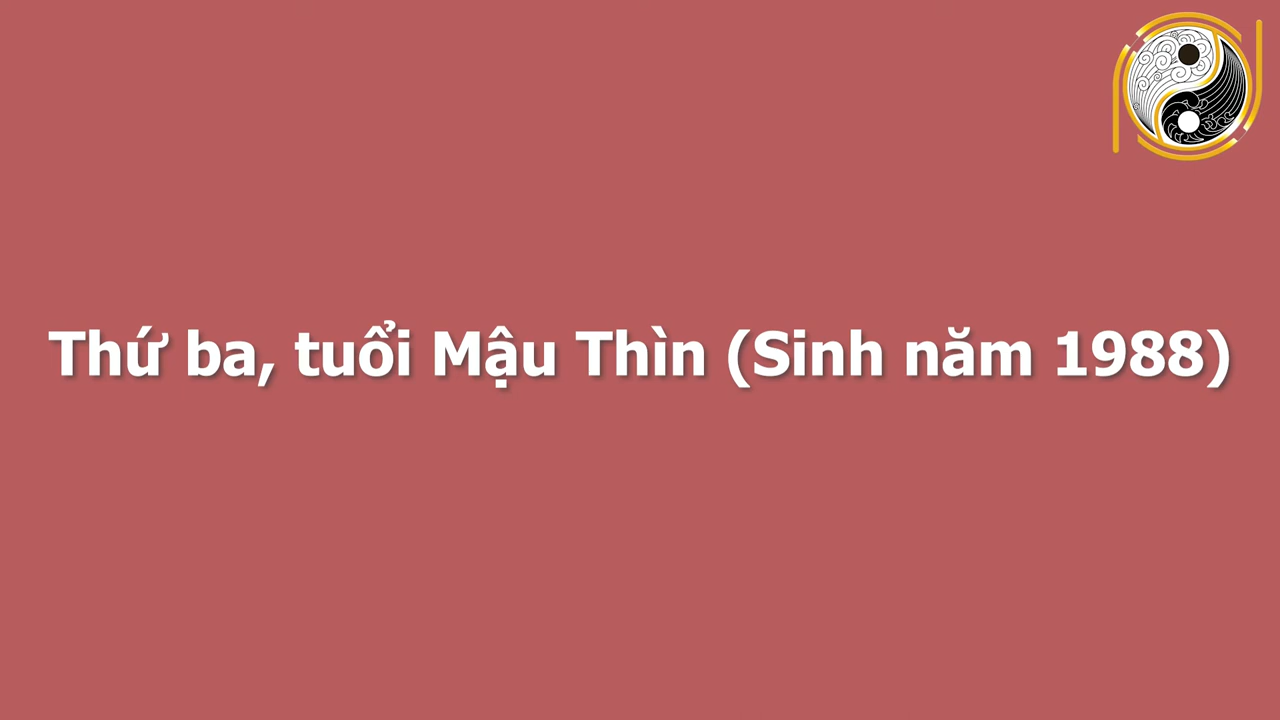 Thứ ba, tuổi Mậu Thìn (Sinh năm 1988)